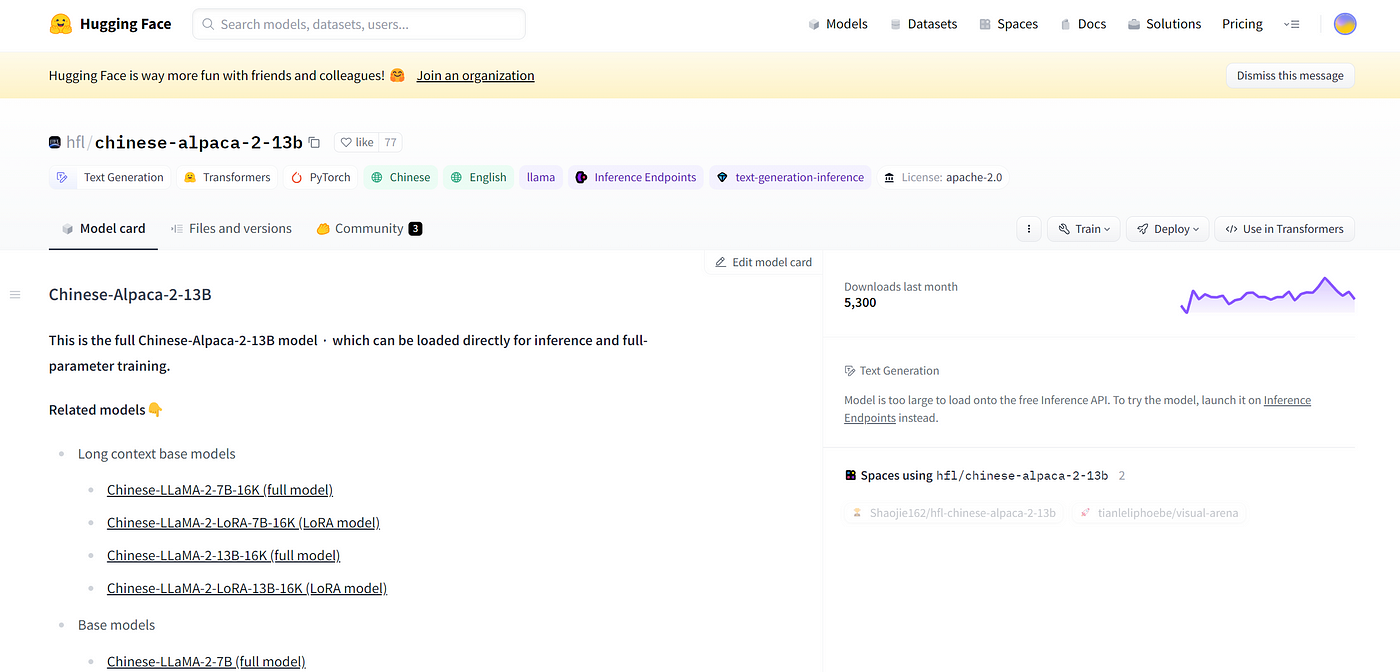 Hugging Face
Search models, datasets, users...
Models
Datasets
Spaces
Docs
Solutions
Pricing
Hugging Face is way more fun with friends and colleagues! 🤗 Join an organization
Dismiss this message
hfl/chinese-alpaca-2-13b
like 77
Text Generation
Transformers
PyTorch
Chinese
English
llama
Inference Endpoints
text-generation-inference
License: apache-2.0
Model card
Files and versions
Community 3
Train
Deploy
</> Use in Transformers
Edit model card
Chinese-Alpaca-2-13B
This is the full Chinese-Alpaca-2-13B model，which can be loaded directly for inference and full-
parameter training.
Related models👇
Long context base models
Chinese-LLaMA-2-7B-16K (full model)
Chinese-LLaMA-2-LoRA-7B-16K (LoRA model)
Chinese-LLaMA-2-13B-16K (full model)
Chinese-LLaMA-2-LoRA-13B-16K (LoRA model)
Base models
Chinese-LLaMA-2-7B (full model)
Downloads last month
5,300
Text Generation
Model is too large to load onto the free Inference API. To try the model, launch it on Inference
Endpoints instead.
Spaces using hfl/chinese-alpaca-2-13b 2
Shaojie162/hfl-chinese-alpaca-2-13b
tianleliphoebe/visual-arena